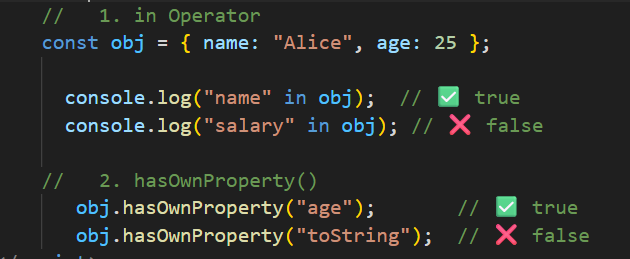 //   1. in Operator
const obj = { name: "Alice", age: 25 };
console.log("name" in obj);  // ✅ true
console.log("salary" in obj); // ❌ false
//   2. hasOwnProperty()
obj.hasOwnProperty("age");       // ✅ true
obj.hasOwnProperty("toString");  // ❌ false